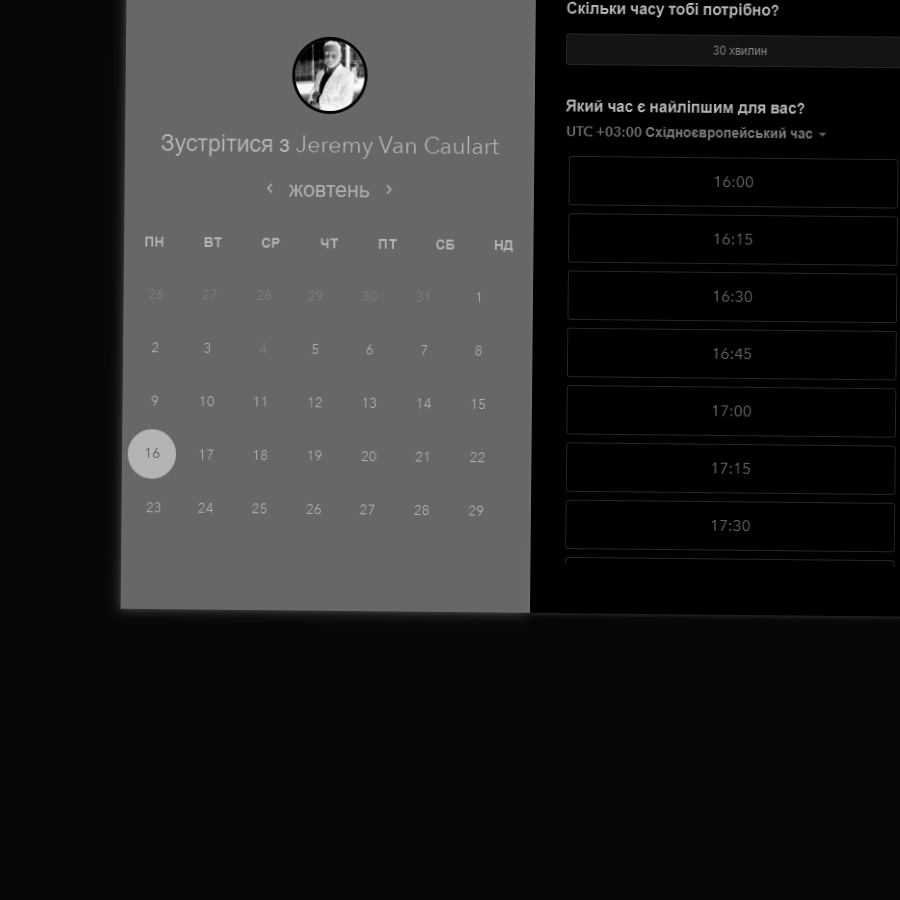 Зустрітися з Jeremy Van Caulart
‹ жовтень ›
ПН ВТ СР ЧТ ПТ СБ НД
26 27 28 29 30 31 1
2 3 4 5 6 7 8
9 10 11 12 13 14 15
16 17 18 19 20 21 22
23 24 25 26 27 28 29
Скільки часу тобі потрібно?
30 хвилин
Який час є найліпшим для вас?
UTC +03:00 Східноєвропейський час
16:00
16:15
16:30
16:45
17:00
17:15
17:30